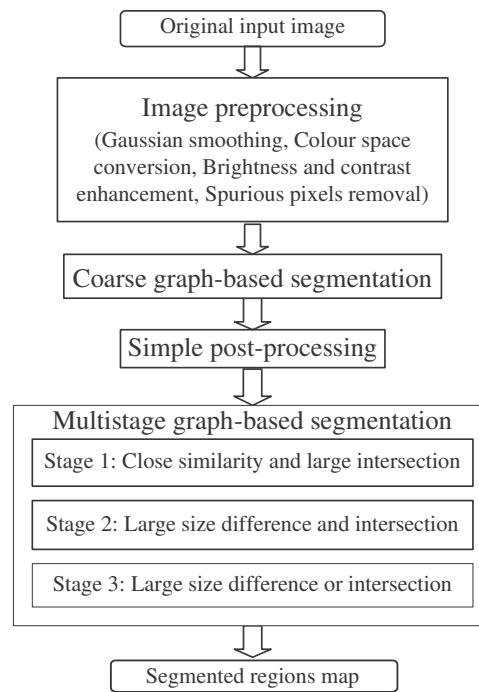 Original input image
Image preprocessing
(Gaussian smoothing, Colour space
conversion, Brightness and contrast
enhancement, Spurious pixels removal)
Coarse graph-based segmentation
Simple post-processing
Multistage graph-based segmentation
Stage 1: Close similarity and large intersection
Stage 2: Large size difference and intersection
Stage 3: Large size difference or intersection
Segmented regions map